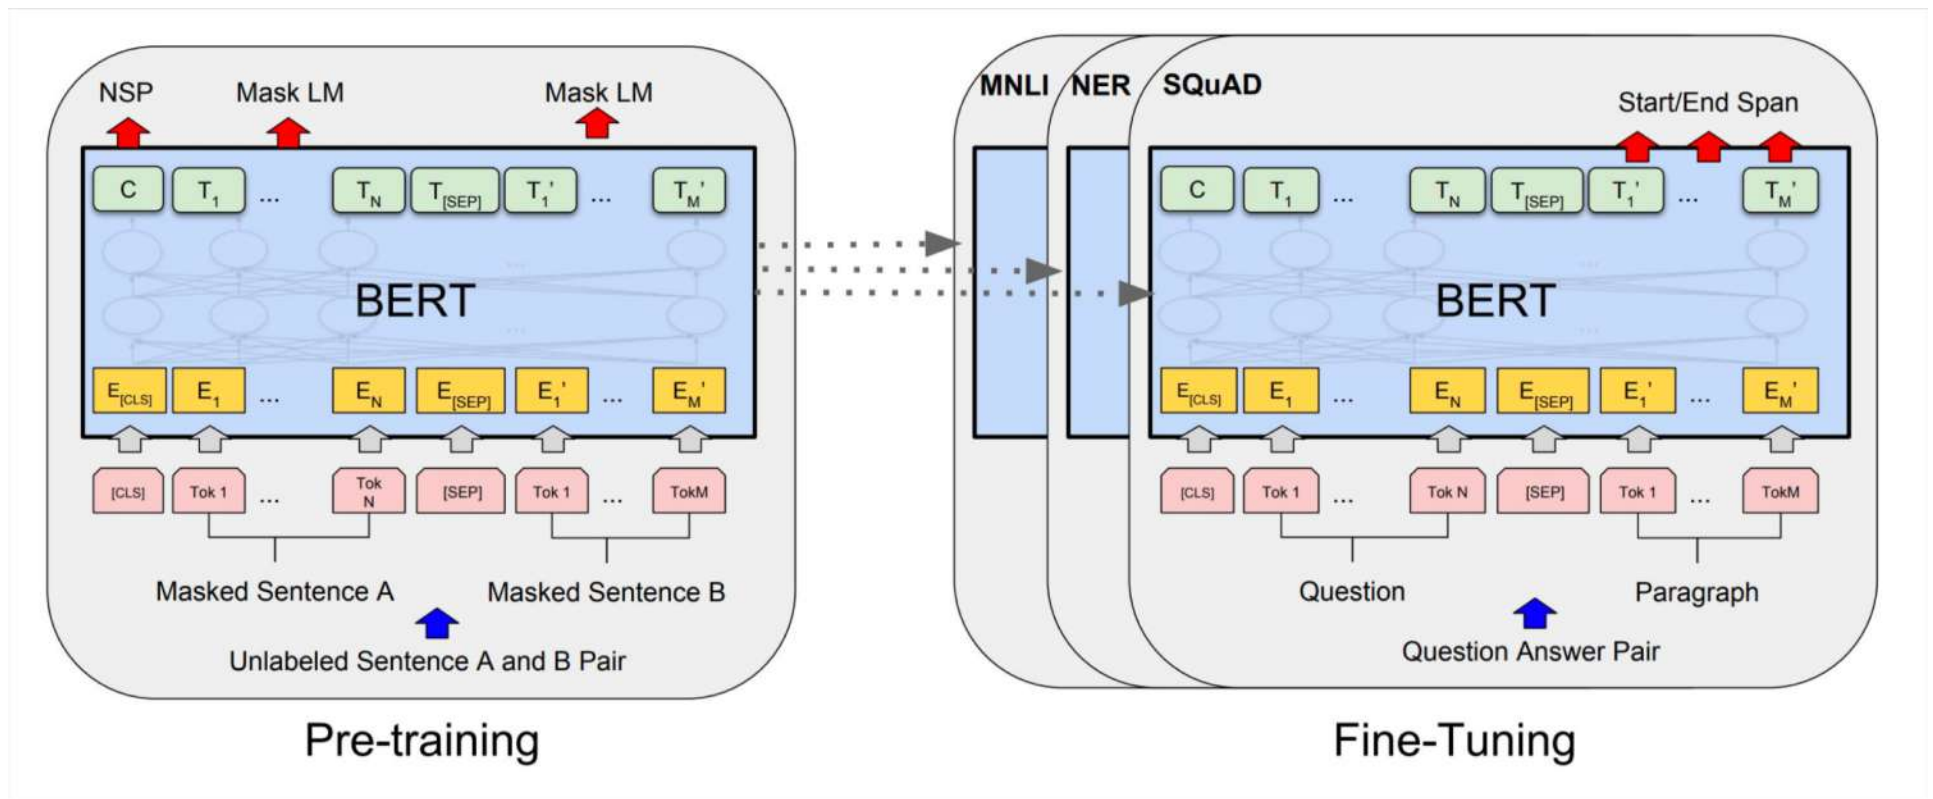 NSP Mask LM Mask LM
C T1 ... TN T[SEP] T1' ... TM'
...
BERT
...
E[CLS] E1 ... EN E[SEP] E1' ... EM'
[CLS] Tok 1 ... Tok N [SEP] Tok 1 ... TokM
Masked Sentence A Masked Sentence B
Unlabeled Sentence A and B Pair
Pre-training
MNLI NER SQuAD
Start/End Span
C T1 ... TN T[SEP] T1' ... TM'
...
BERT
...
E[CLS] E1 ... EN E[SEP] E1' ... EM'
[CLS] Tok 1 ... Tok N [SEP] Tok 1 ... TokM
Question Paragraph
Question Answer Pair
Fine-Tuning